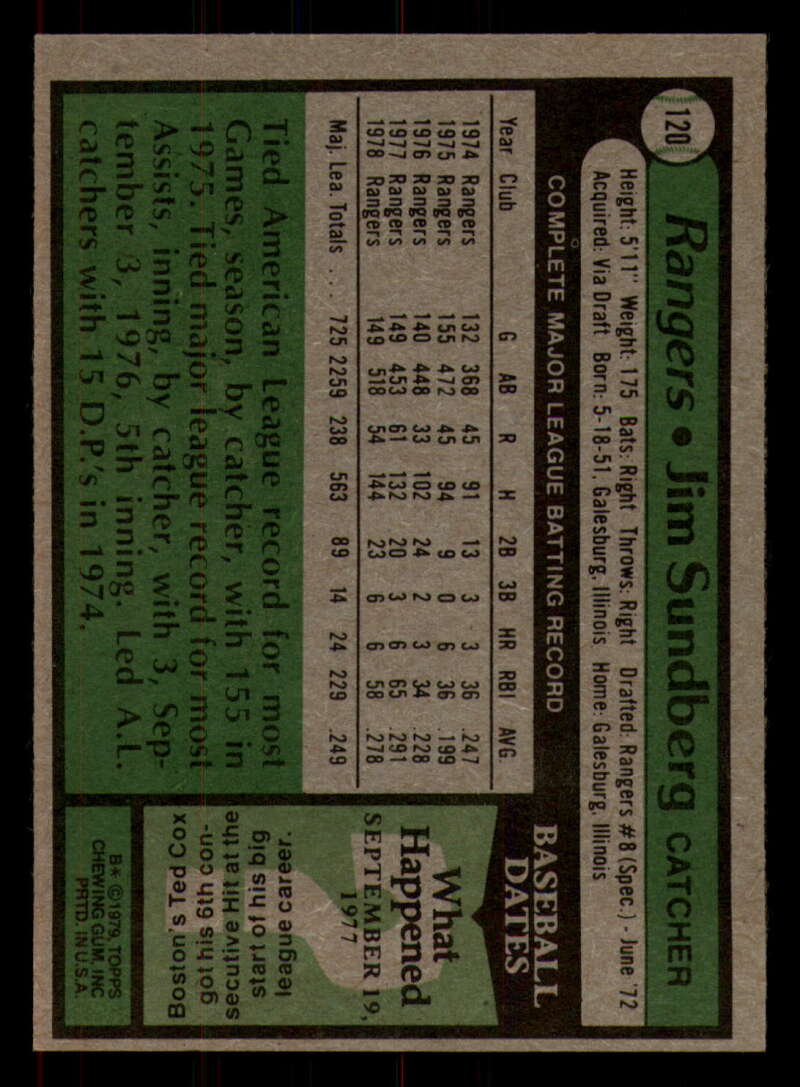 120
Rangers • Jim Sundberg CATCHER
Height: 5'11" Weight: 175 Bats: Right Throws: Right Drafted: Rangers #8 (Spec.) - June '72
Acquired: Via Draft Born: 5-18-51, Galesburg, Illinois Home: Galesburg, Illinois
COMPLETE MAJOR LEAGUE BATTING RECORD
Year Club G AB R H 2B 3B HR RBI AVG
1974 Rangers 132 368 45 91 13 3 3 36 .247
1975 Rangers 155 472 45 94 9 0 6 36 .199
1976 Rangers 140 448 33 102 24 2 3 34 .228
1977 Rangers 149 453 61 132 20 3 6 65 .291
1978 Rangers 149 518 54 144 23 6 6 58 .278
Maj. Lea. Totals ... 725 2259 238 563 89 14 24 229 .249
Tied American League record for most
Games, season, by catcher, with 155 in
1975. Tied major league record for most
Assists, inning, by catcher, with 3, Sep-
tember 3, 1976, 5th inning. Led A.L.
catchers with 15 D.P.'s in 1974.
BASEBALL
DATES
What
Happened
SEPTEMBER 19,
1977
?
Boston's Ted Cox
got his 6th con-
secutive Hit at the
start of his big
league career.
B* ©1979, TOPPS
CHEWING GUM, INC
PRTD. IN U.S.A.